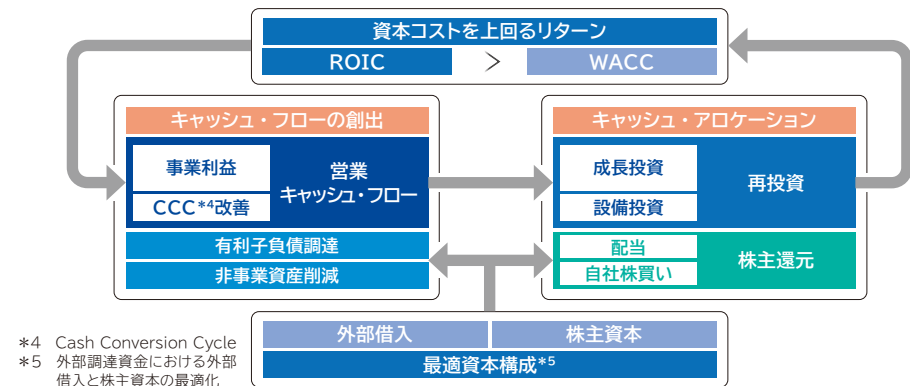 資本コストを上回るリターン
ROIC > WACC
キャッシュ・フローの創出
事業利益
CCC*4改善
営業
キャッシュ・フロー
有利子負債調達
非事業資産削減
キャッシュ・アロケーション
成長投資
設備投資
再投資
配当
自社株買い
株主還元
外部借入
株主資本
最適資本構成*5
*4 Cash Conversion Cycle
*5 外部調達資金における外部
借入と株主資本の最適化